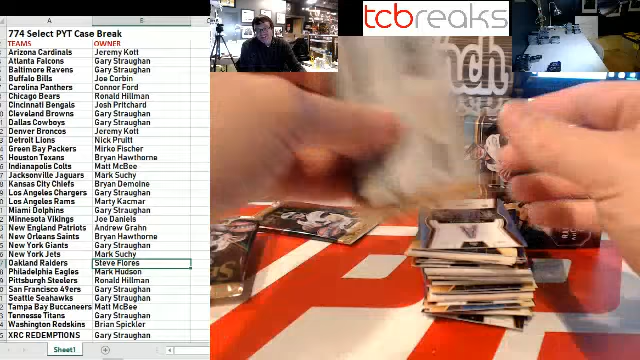 774 Select PYT Case Break
TEAMS OWNER
Arizona Cardinals Jeremy Kott
Atlanta Falcons Gary Straughan
Baltimore Ravens Gary Straughan
Buffalo Bills Joe Corbin
Carolina Panthers Connor Ford
Chicago Bears Ronald Hillman
Cincinnati Bengals Josh Pritchard
Cleveland Browns Gary Straughan
Dallas Cowboys Gary Straughan
Denver Broncos Jeremy Kott
Detroit Lions Nick Pruitt
Green Bay Packers Mirko Fischer
Houston Texans Bryan Hawthorne
Indianapolis Colts Matt McBee
Jacksonville Jaguars Mark Suchy
Kansas City Chiefs Bryan Demoine
Los Angeles Chargers Gary Straughan
Los Angeles Rams Marty Kacmar
Miami Dolphins Gary Straughan
Minnesota Vikings Joe Daniels
New England Patriots Andrew Grahn
New Orleans Saints Bryan Hawthorne
New York Giants Gary Straughan
New York Jets Mark Suchy
Oakland Raiders Steve Flores
Philadelphia Eagles Mark Hudson
Pittsburgh Steelers Ronald Hillman
San Francisco 49ers Gary Straughan
Seattle Seahawks Gary Straughan
Tampa Bay Buccaneers Matt McBee
Tennesse Titans Gary Straughan
Washington Redskins Brian Spickler
XRC REDEMPTIONS Gary Straughan
Sheet1
tcbreaks